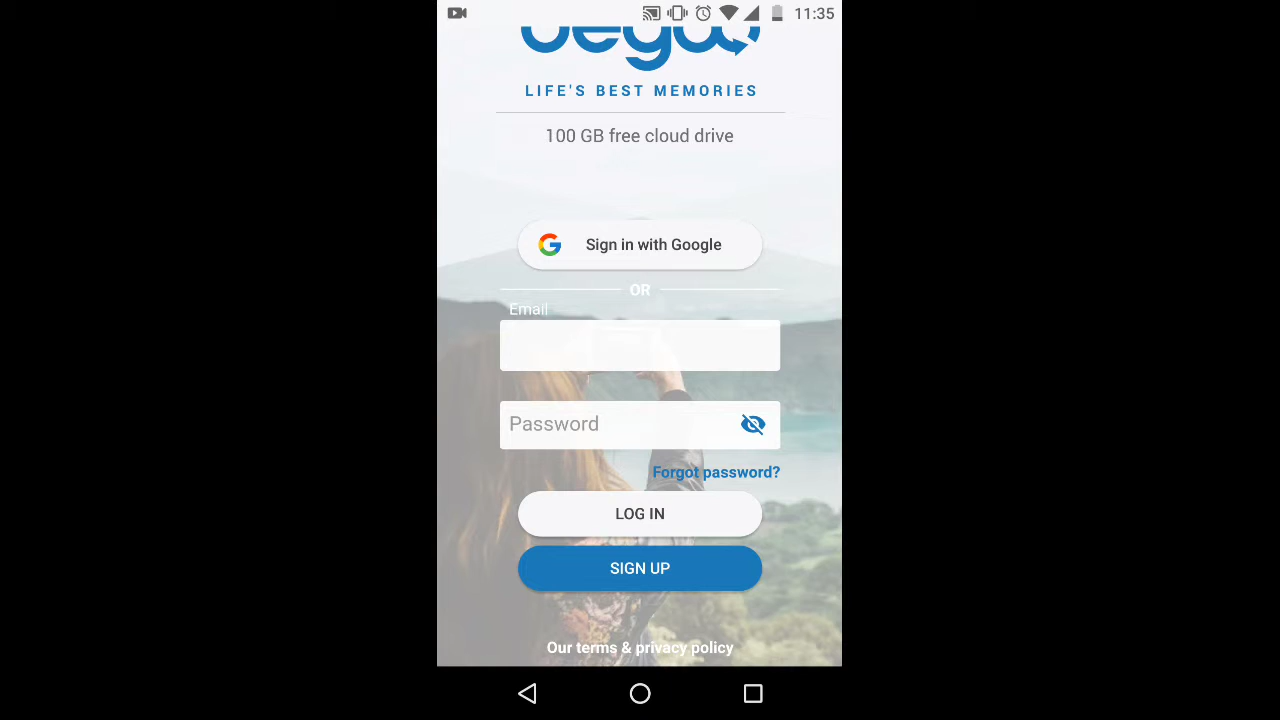 11:35
LIFE'S BEST MEMORIES
100 GB free cloud drive
Sign in with Google
OR
Email
Password
Forgot password?
LOG IN
SIGN UP
Our terms & privacy policy